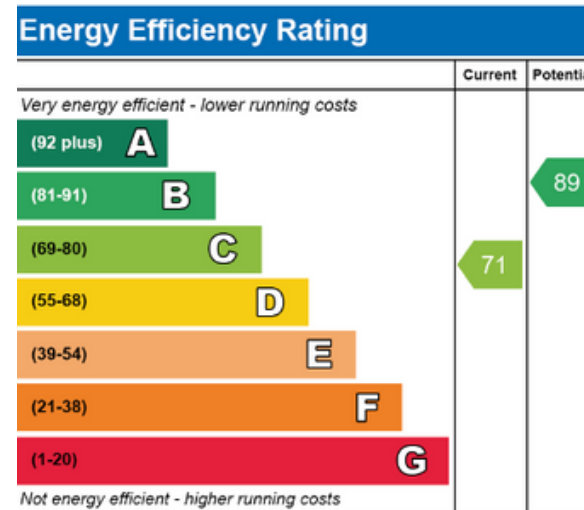 Energy Efficiency Rating
Current Potentia
Very energy efficient - lower running costs
(92 plus) A
(81-91) B 89
(69-80) C 71
(55-68) D
(39-54) E
(21-38) F
(1-20) G
Not energy efficient - higher running costs